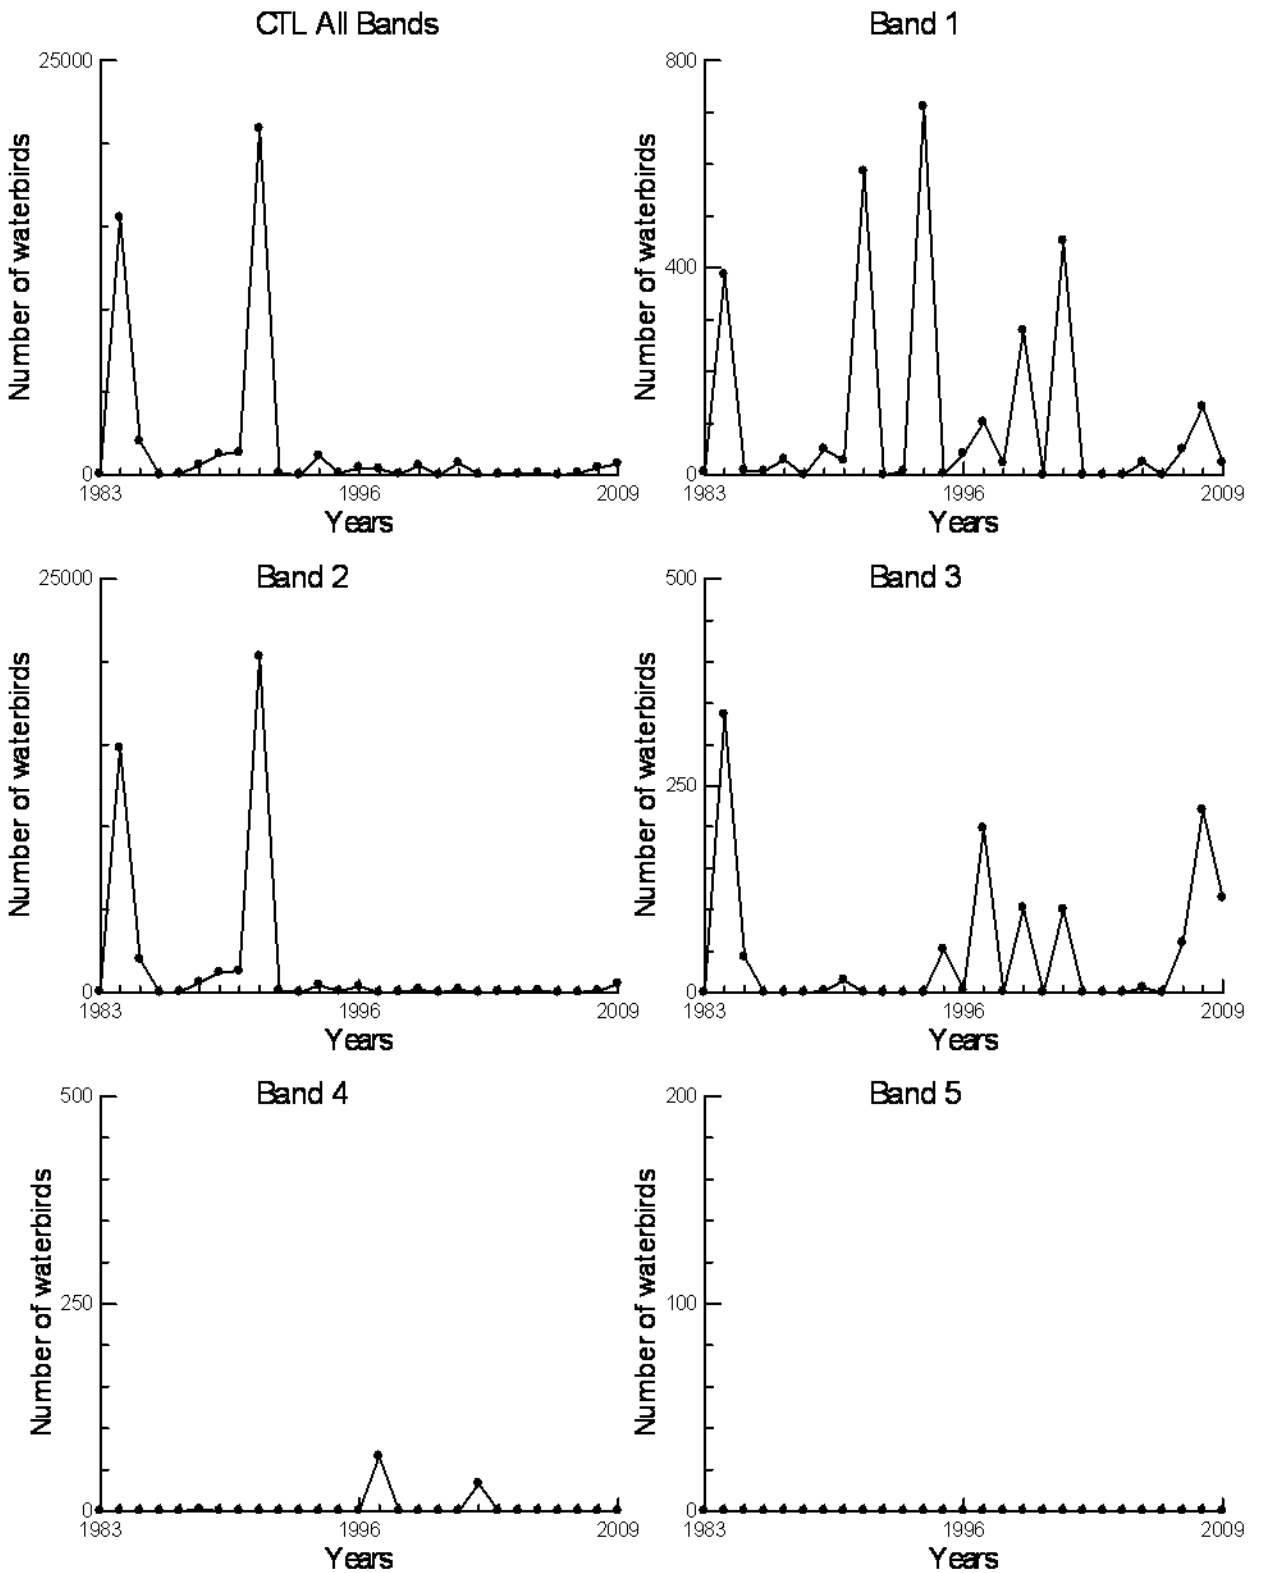 CTL All Bands
25000
0
Number of waterbirds
1983 1996 2009
Years
Band 1
800
400
0
Number of waterbirds
1983 1996 2009
Years
Band 2
25000
0
Number of waterbirds
1983 1996 2009
Years
Band 3
500
250
0
Number of waterbirds
1983 1996 2009
Years
Band 4
500
250
0
Number of waterbirds
1983 1996 2009
Years
Band 5
200
100
0
Number of waterbirds
1983 1996 2009
Years